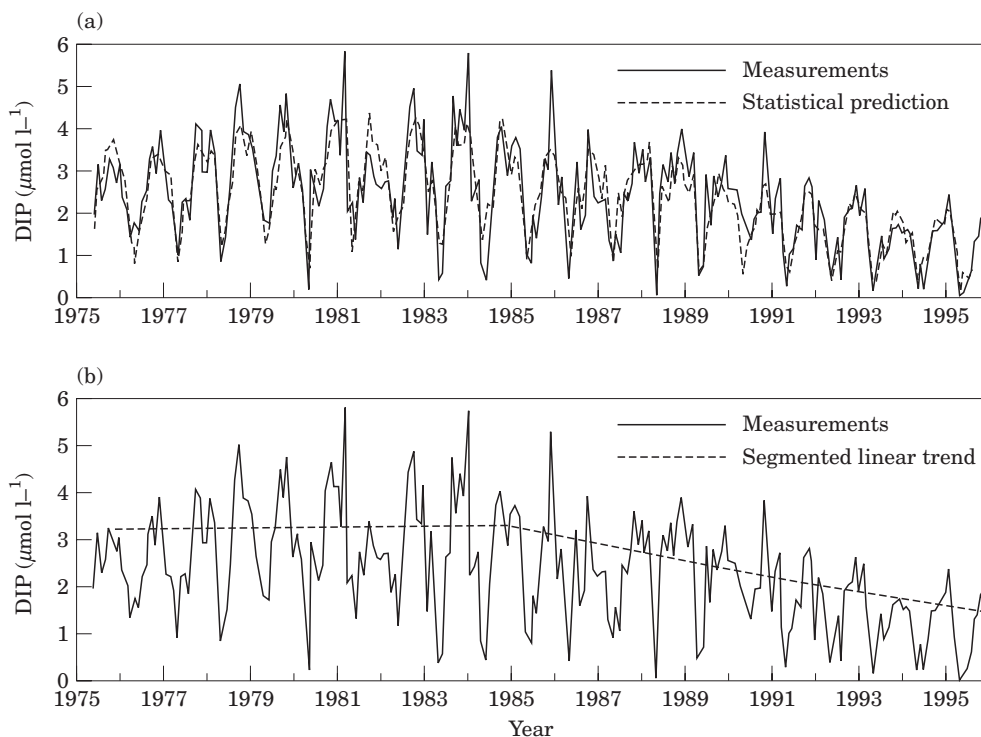 (a)
6
5
4
3
2
1
0
DIP (μmol l–1)
Measurements
Statistical prediction
1975 1977 1979 1981 1983 1985 1987 1989 1991 1993 1995
(b)
6
5
4
3
2
1
0
DIP (μmol l–1)
Measurements
Segmented linear trend
1975 1977 1979 1981 1983 1985 1987 1989 1991 1993 1995
Year